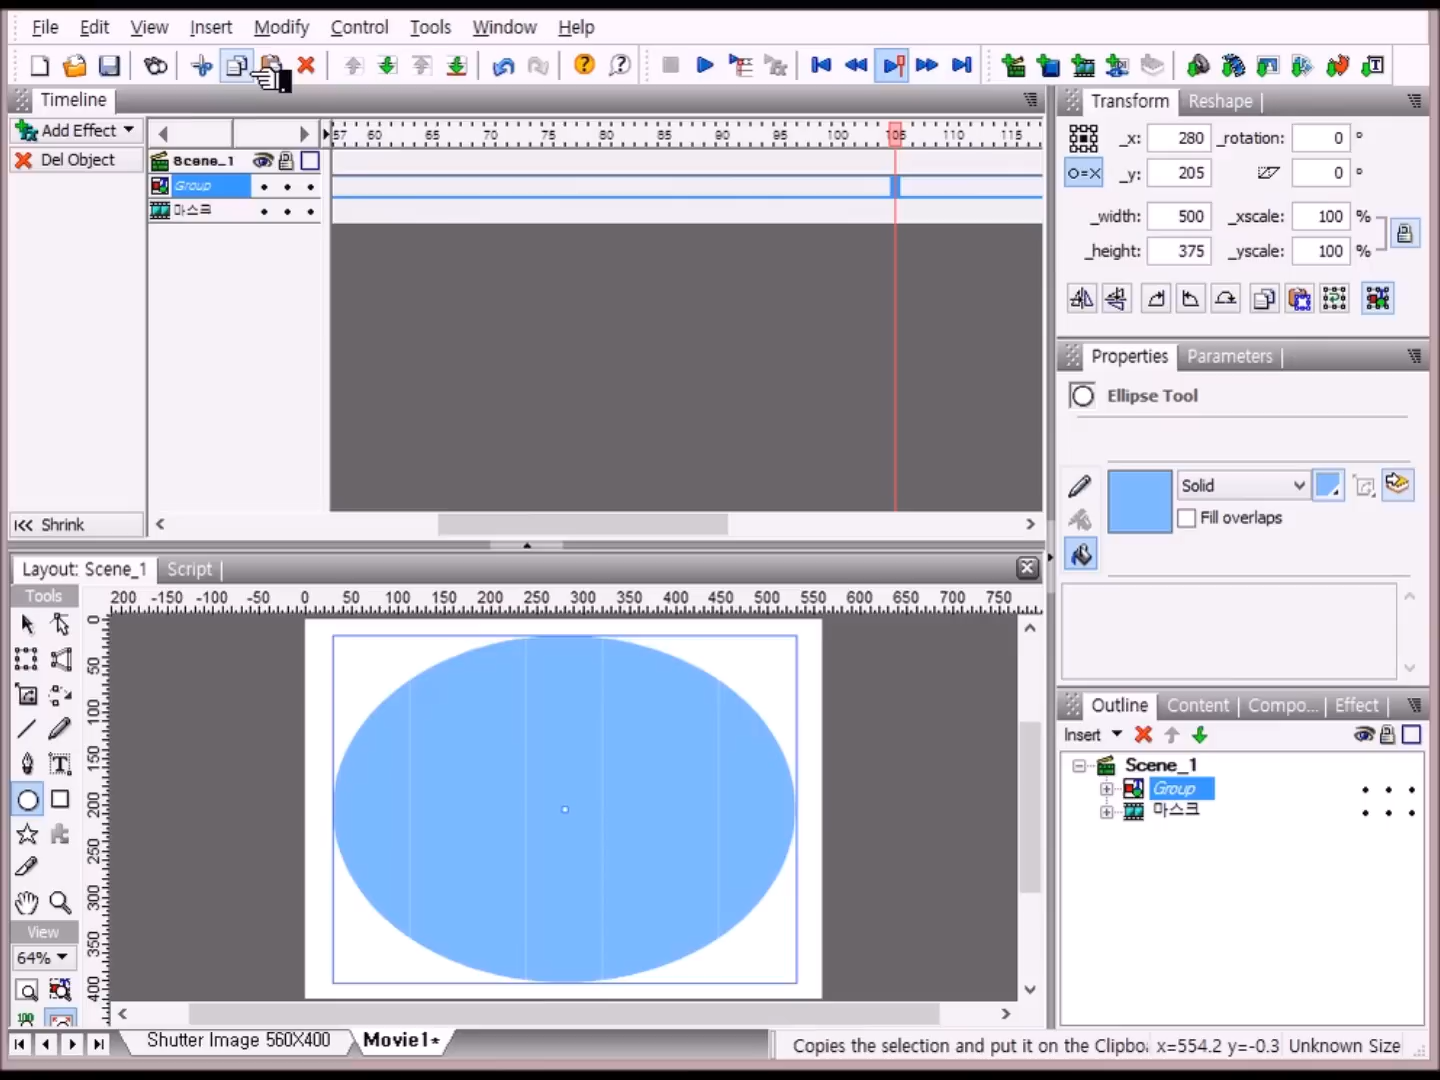 File Edit View Insert Modify Control Tools Window Help
Timeline
Add Effect
Del Object
57 60 65 70 75 80 85 90 95 100 105 110 115
Scene_1
Group
마스크
Shrink
Transform Reshape
_x: 280 _rotation: 0 °
_y: 205 0 °
_width: 500 _xscale: 100 %
_height: 375 _yscale: 100 %
Properties Parameters
Ellipse Tool
Solid
Fill overlaps
Layout: Scene_1 Script
Tools
200 -150 -100 -50 0 50 100 150 200 250 300 350 400 450 500 550 600 650 700 750
0
50
100
150
200
250
300
350
400
View
64%
100
Outline Content Compo... Effect
Insert
Scene_1
Group
마스크
Shutter Image 560X400 Movie1*
Copies the selection and put it on the Clipbo x=554.2 y=-0.3 Unknown Size